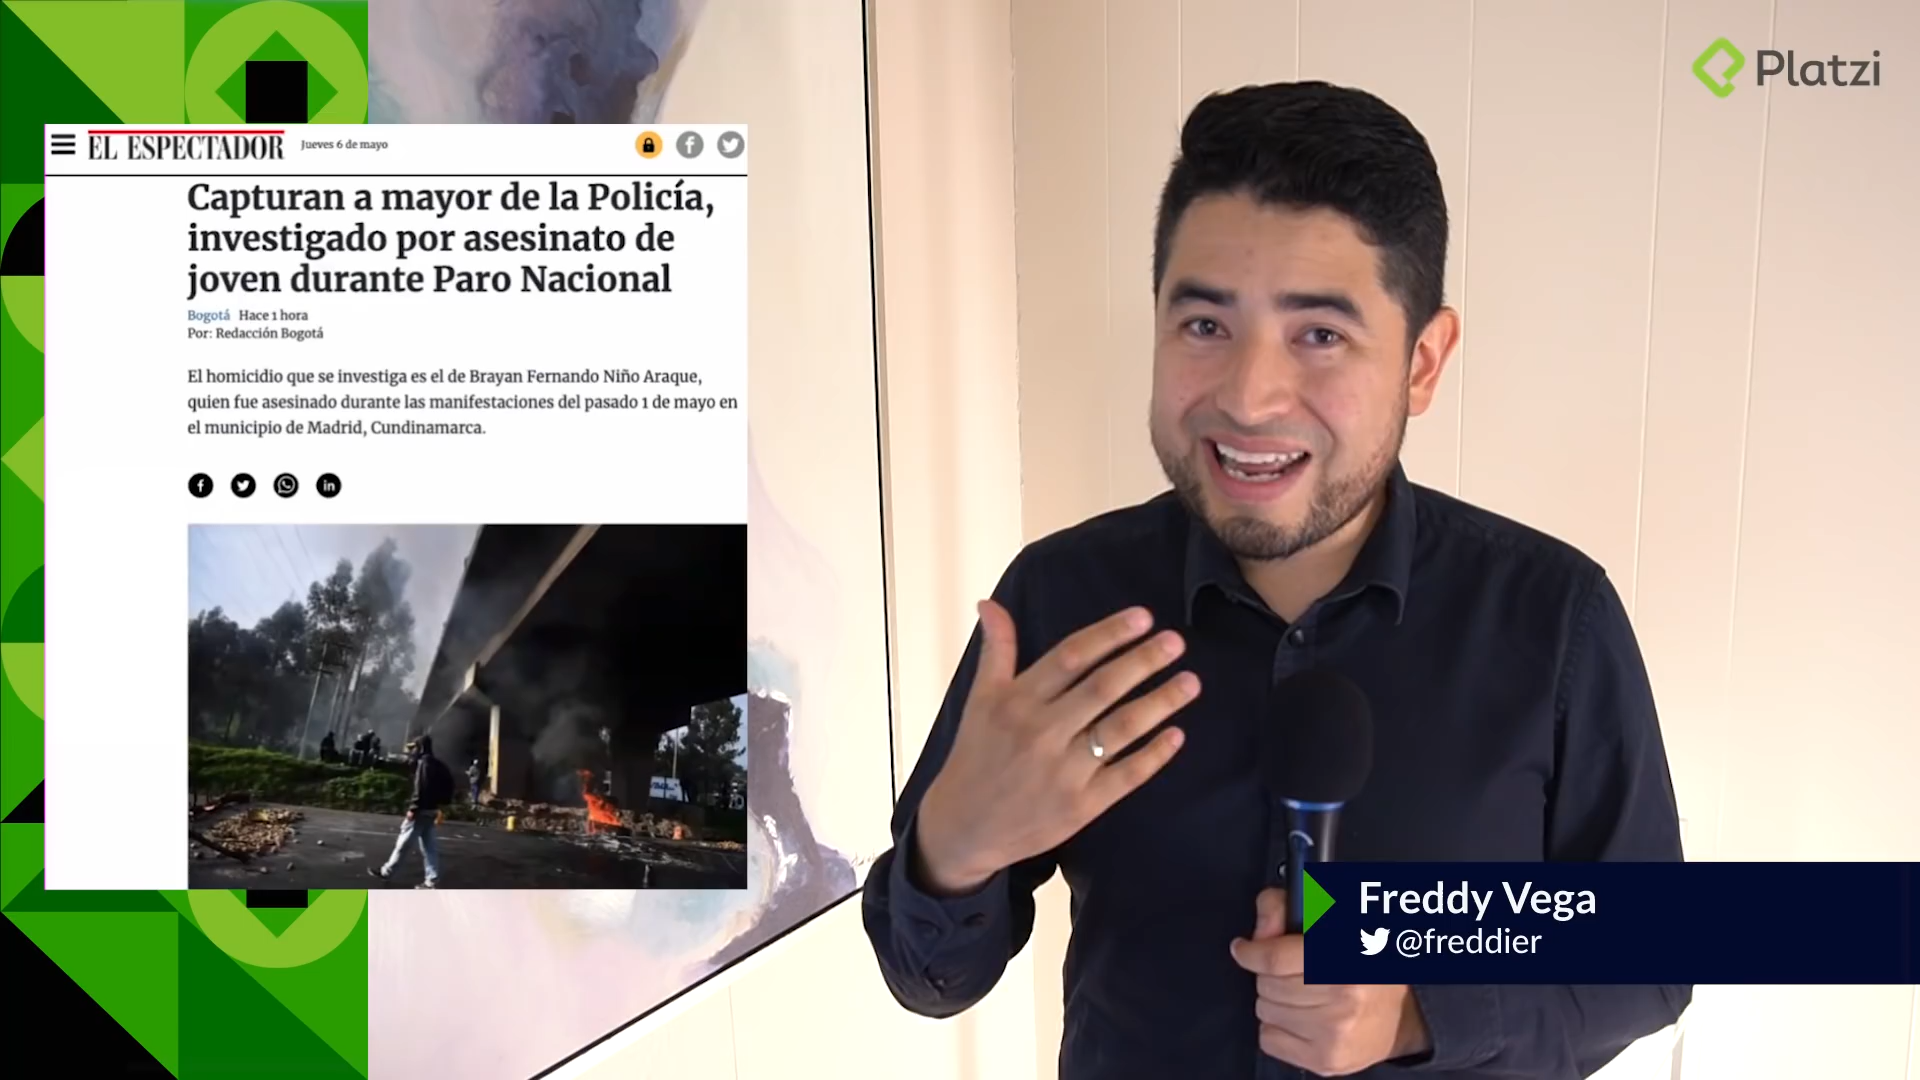 Platzi
EL ESPECTADOR
Jueves 6 de mayo
Capturan a mayor de la Policía,
investigado por asesinato de
joven durante Paro Nacional
Bogotá Hace 1 hora
Por: Redacción Bogotá
El homicidio que se investiga es el de Brayan Fernando Niño Araque,
quien fue asesinado durante las manifestaciones del pasado 1 de mayo en
el municipio de Madrid, Cundinamarca.
Freddy Vega
@freddier